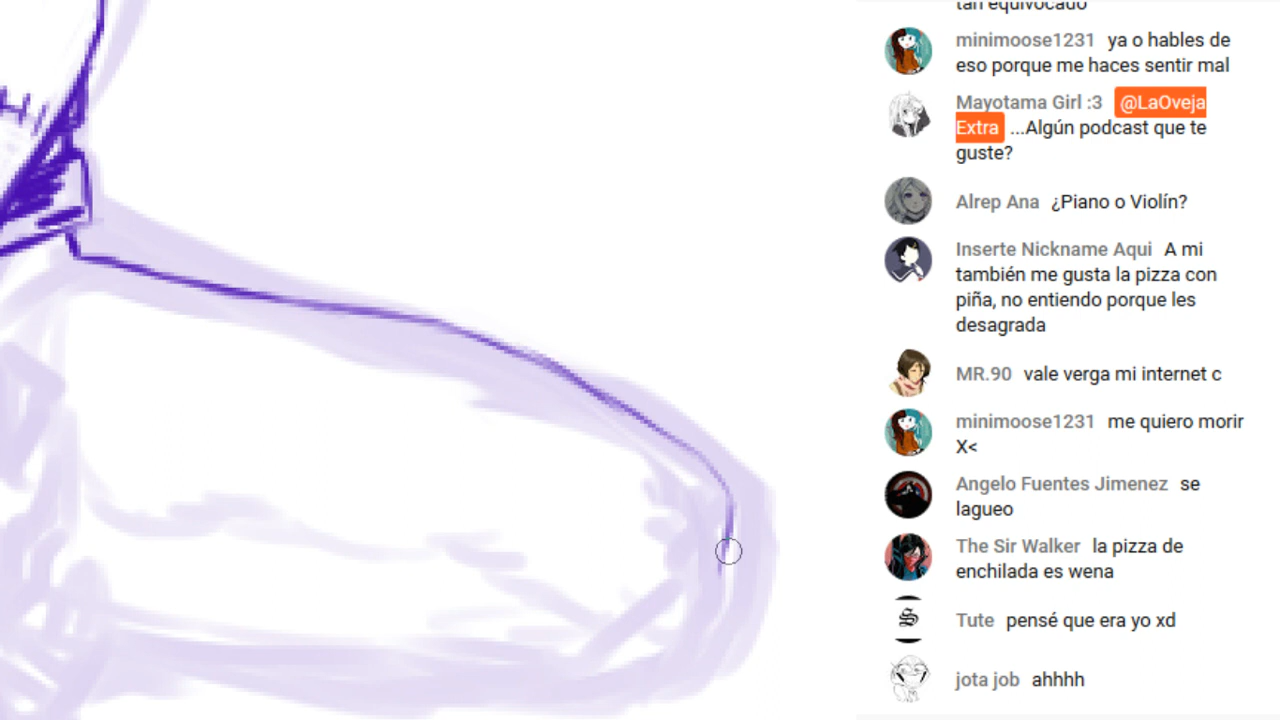 tan equivocado
minimoose1231 ya o hables de
eso porque me haces sentir mal
Mayotama Girl :3 @LaOveja
Extra ...Algún podcast que te
guste?
Alrep Ana ¿Piano o Violín?
Inserte Nickname Aqui A mi
también me gusta la pizza con
piña, no entiendo porque les
desagrada
MR.90 vale verga mi internet c
minimoose1231 me quiero morir
X<
Angelo Fuentes Jimenez se
lagueo
The Sir Walker la pizza de
enchilada es wena
Tute pensé que era yo xd
jota job ahhhh